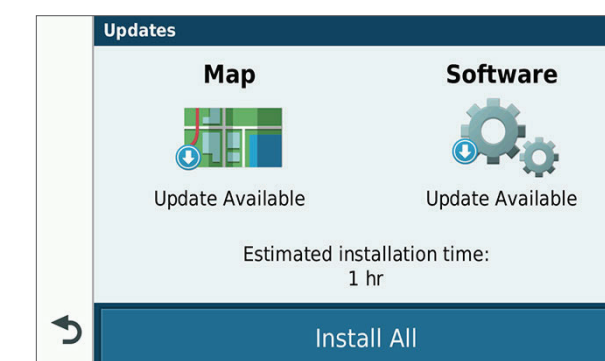 Updates
Map
Software
Update Available
Update Available
Estimated installation time:
1 hr
Install All